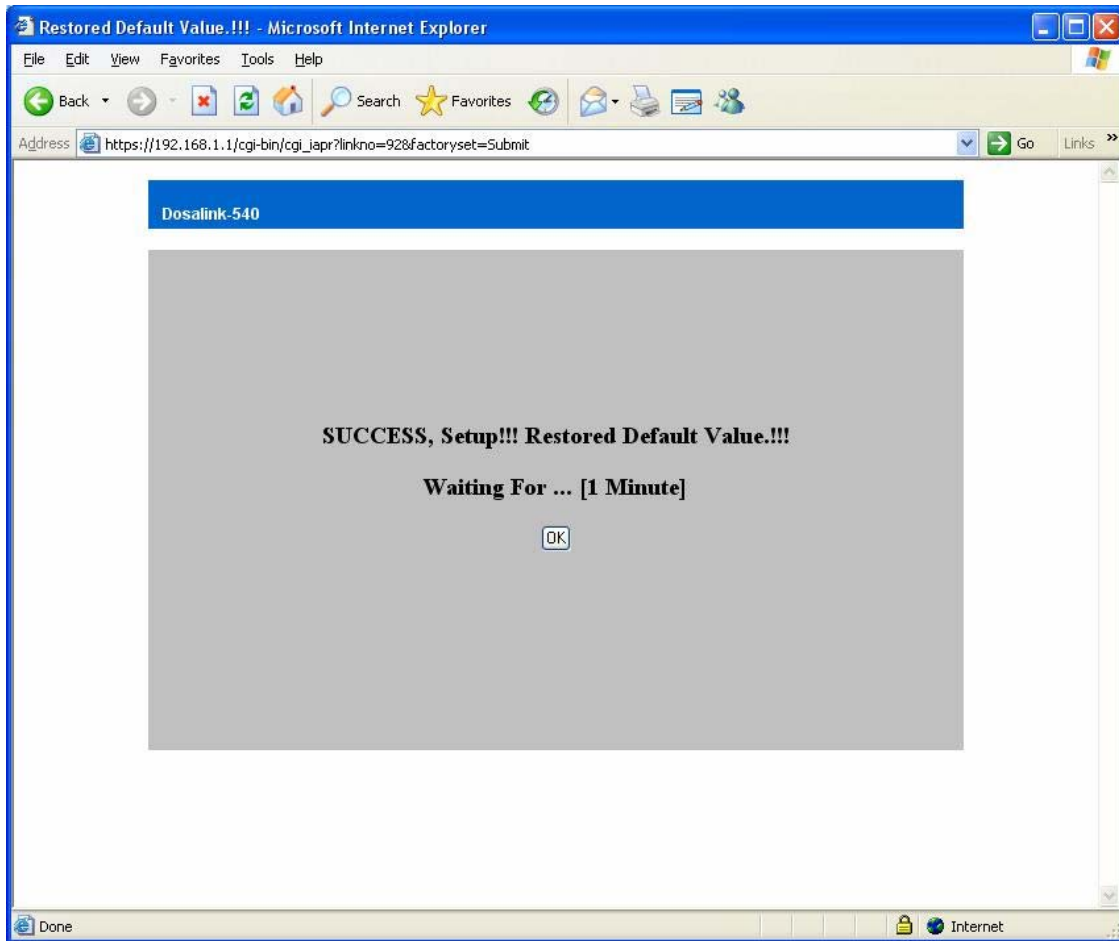 Restored Default Value.!!! - Microsoft Internet Explorer
File Edit View Favorites Tools Help
Back Search Favorites
Address https://192.168.1.1/cgi-bin/cgi_iapr?linkno=92&factoryset=Submit Go Links »
Dosalink-540
SUCCESS, Setup!!! Restored Default Value.!!!
Waiting For ... [1 Minute]
OK
Done Internet